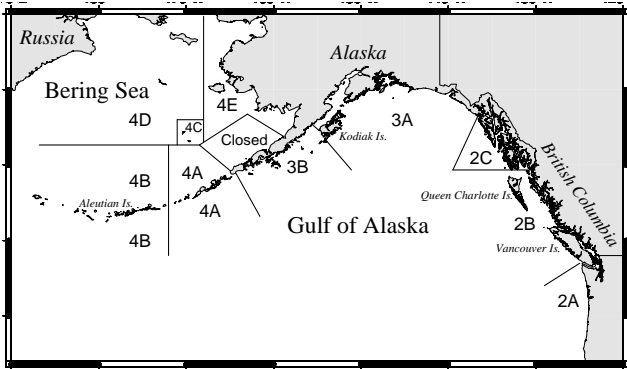 Russia
Alaska
Bering Sea
4E
4D
4C
Closed
3A
Kodiak Is.
3B
2C
4A
4B
Aleutian Is.
4A
Queen Charlotte Is.
British Columbia
Gulf of Alaska
2B
4B
Vancouver Is.
2A